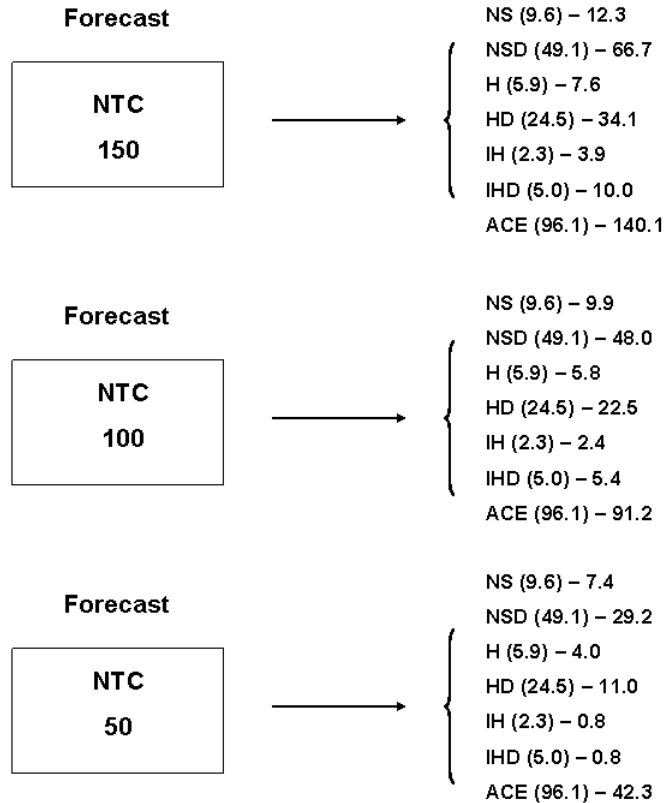 Forecast
NTC
150
NS (9.6) – 12.3
NSD (49.1) – 66.7
H (5.9) – 7.6
HD (24.5) – 34.1
IH (2.3) – 3.9
IHD (5.0) – 10.0
ACE (96.1) – 140.1
Forecast
NTC
100
NS (9.6) – 9.9
NSD (49.1) – 48.0
H (5.9) – 5.8
HD (24.5) – 22.5
IH (2.3) – 2.4
IHD (5.0) – 5.4
ACE (96.1) – 91.2
Forecast
NTC
50
NS (9.6) – 7.4
NSD (49.1) – 29.2
H (5.9) – 4.0
HD (24.5) – 11.0
IH (2.3) – 0.8
IHD (5.0) – 0.8
ACE (96.1) – 42.3